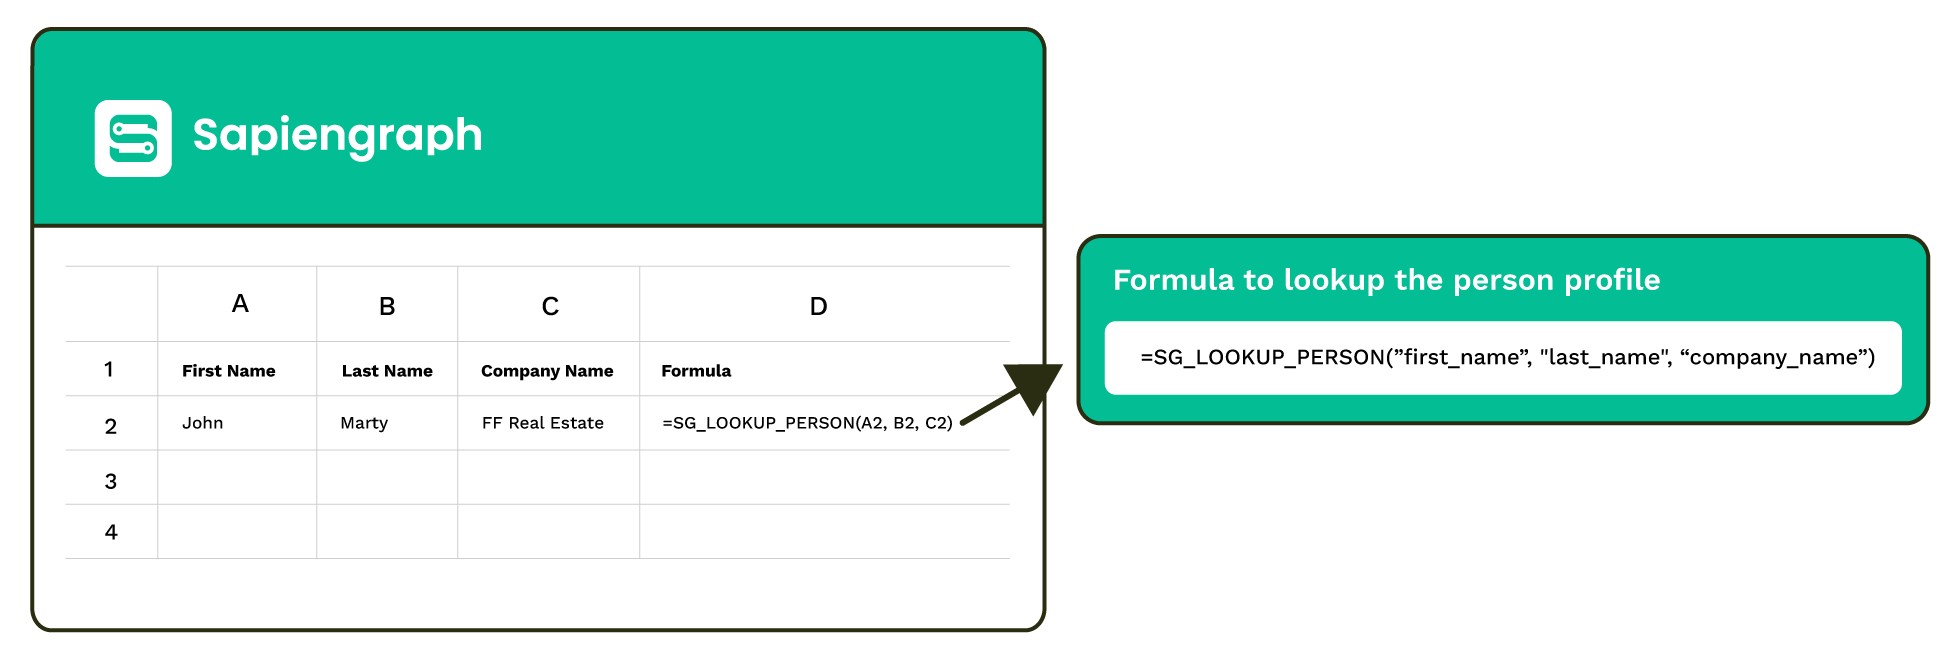 Sapiengraph
A B C D
1 First Name Last Name Company Name Formula
2 John Marty FF Real Estate =SG_LOOKUP_PERSON(A2, B2, C2)
3
4
Formula to lookup the person profile
=SG_LOOKUP_PERSON(”first_name”, "last_name", “company_name”)